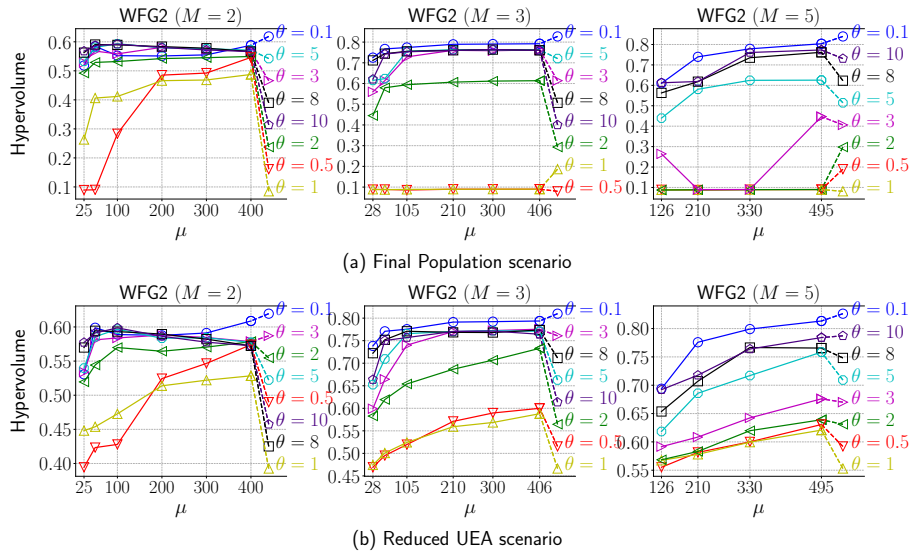 WFG2 (M = 2)
WFG2 (M = 3)
WFG2 (M = 5)
Hypervolume
0.6
0.5
0.4
0.3
0.2
0.1
25
100
200
300
400
μ
θ = 0.1
θ = 5
θ = 3
θ = 8
θ = 10
θ = 2
θ = 0.5
θ = 1
0.8
0.7
0.6
0.5
0.4
0.3
0.2
0.1
28
105
210
300
406
μ
θ = 0.1
θ = 5
θ = 3
θ = 8
θ = 10
θ = 2
θ = 1
θ = 0.5
0.8
0.7
0.6
0.5
0.4
0.3
0.2
0.1
126
210
330
495
μ
θ = 0.1
θ = 10
θ = 8
θ = 5
θ = 3
θ = 2
θ = 0.5
θ = 1
(a) Final Population scenario
WFG2 (M = 2)
WFG2 (M = 3)
WFG2 (M = 5)
Hypervolume
0.60
0.55
0.50
0.45
0.40
25
100
200
300
400
μ
θ = 0.1
θ = 3
θ = 2
θ = 5
θ = 0.5
θ = 10
θ = 8
θ = 1
0.80
0.75
0.70
0.65
0.60
0.55
0.50
0.45
28
105
210
300
406
μ
θ = 0.1
θ = 3
θ = 8
θ = 5
θ = 10
θ = 2
θ = 0.5
θ = 1
0.80
0.75
0.70
0.65
0.60
0.55
126
210
330
495
μ
θ = 0.1
θ = 10
θ = 8
θ = 5
θ = 3
θ = 2
θ = 0.5
θ = 1
(b) Reduced UEA scenario